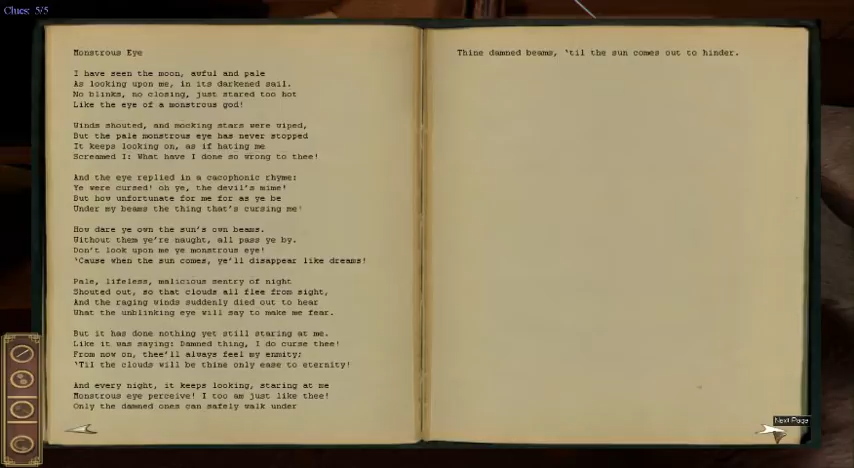 Clues: 5/5
Monstrous Eye
I have seen the moon, awful and pale
As looking upon me, in its darkened sail.
No blinks, no closing, just stared too hot
Like the eye of a monstrous god!
Winds shouted, and mocking stars were wiped,
But the pale monstrous eye has never stopped
It keeps looking on, as if hating me
Screamed I: What have I done so wrong to thee!
And the eye replied in a cacophonic rhyme:
Ye were cursed! oh ye, the devil's mime!
But how unfortunate for me for as ye be
Under my beams the thing that's cursing me!
How dare ye own the sun's own beams.
Without them ye're naught, all pass ye by.
Don't look upon me ye monstrous eye!
'Cause when the sun comes, ye'll disappear like dreams!
Pale, lifeless, malicious sentry of night
Shouted out, so that clouds all flee from sight,
And the raging winds suddenly died out to hear
What the unblinking eye will say to make me fear.
But it has done nothing yet still staring at me.
Like it was saying: Damned thing, I do curse thee!
From now on, thee'll always feel my enmity;
'Til the clouds will be thine only ease to eternity!
And every night, it keeps looking, staring at me
Monstrous eye perceive! I too am just like thee!
Only the damned ones can safely walk under
Thine damned beams, 'til the sun comes out to hinder.
Next Page